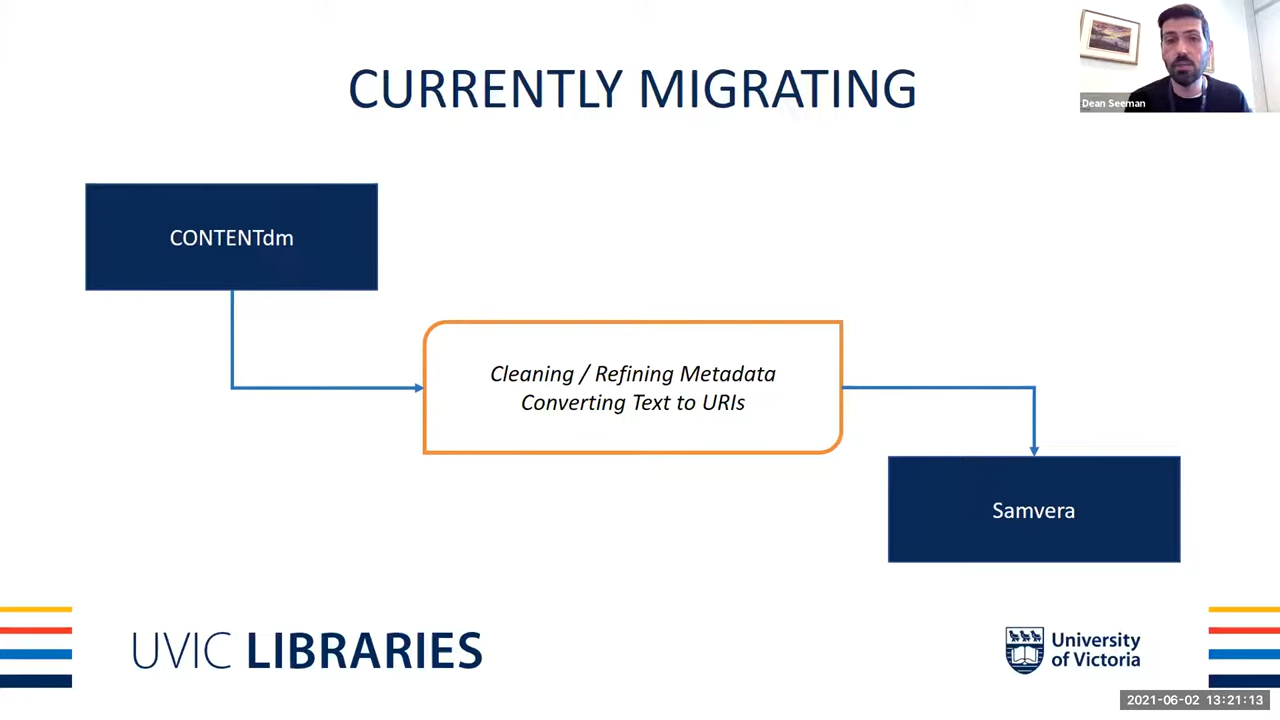 CURRENTLY MIGRATING
Dean Seeman
CONTENTdm
Cleaning / Refining Metadata
Converting Text to URIs
Samvera
UVIC LIBRARIES
University
of Victoria
2021-06-02 13:21:13